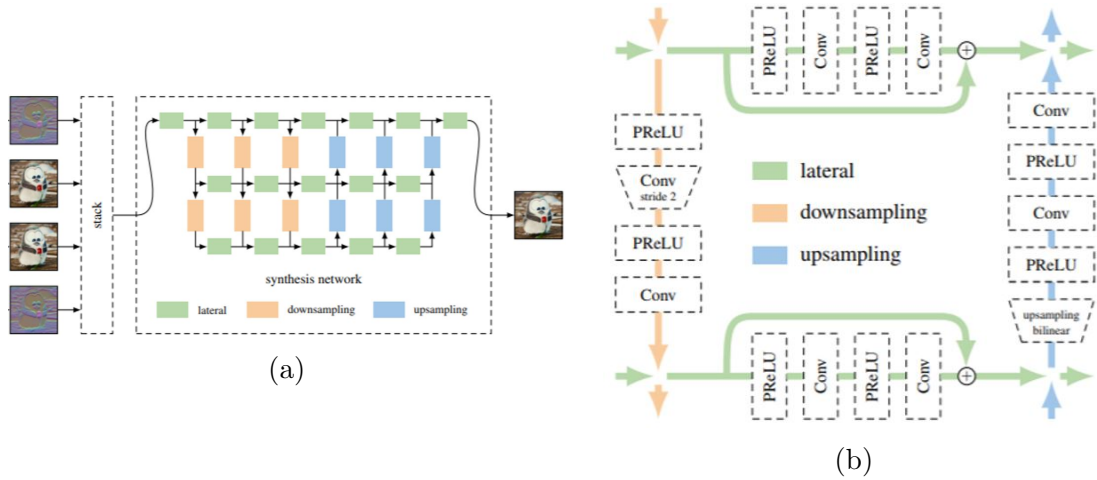 stack
synthesis network
lateral
downsampling
upsampling
(a)
PReLU
Conv
PReLU
Conv
PReLU
Conv
stride 2
PReLU
Conv
lateral
downsampling
upsampling
Conv
PReLU
Conv
PReLU
upsampling
bilinear
PReLU
Conv
PReLU
Conv
(b)